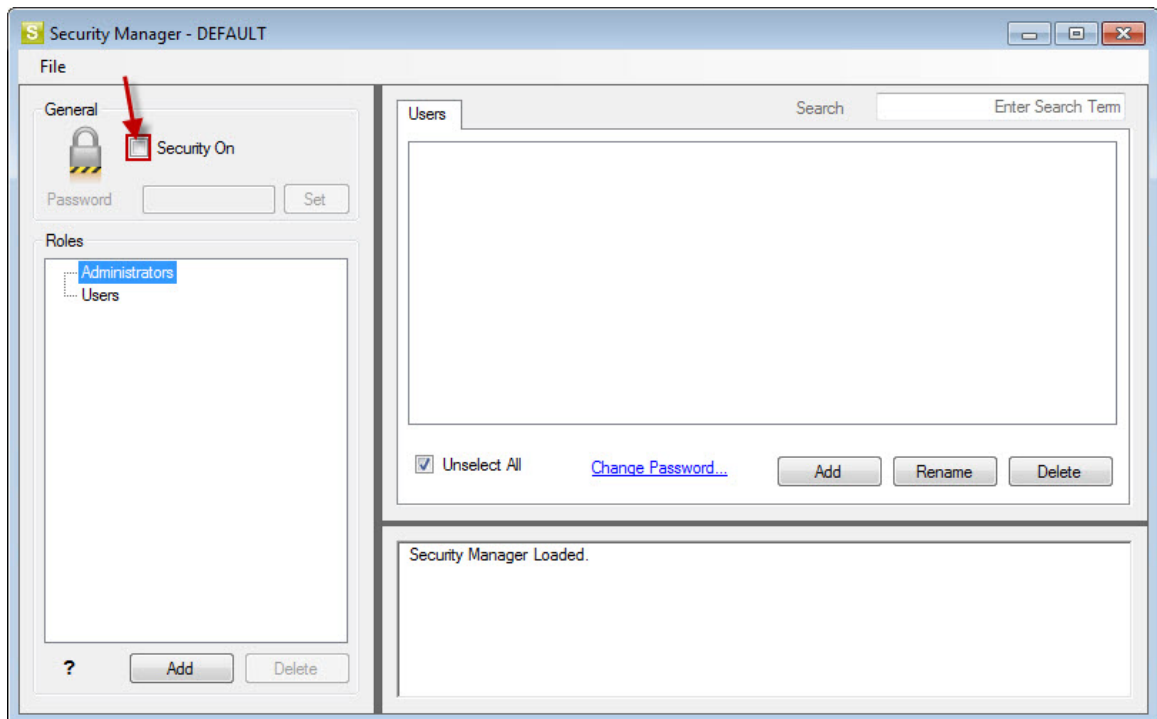 S Security Manager - DEFAULT
File
General
Security On
Password Set
Roles
Administrators
Users
? Add Delete
Users Search Enter Search Term
Unselect All Change Password... Add Rename Delete
Security Manager Loaded.